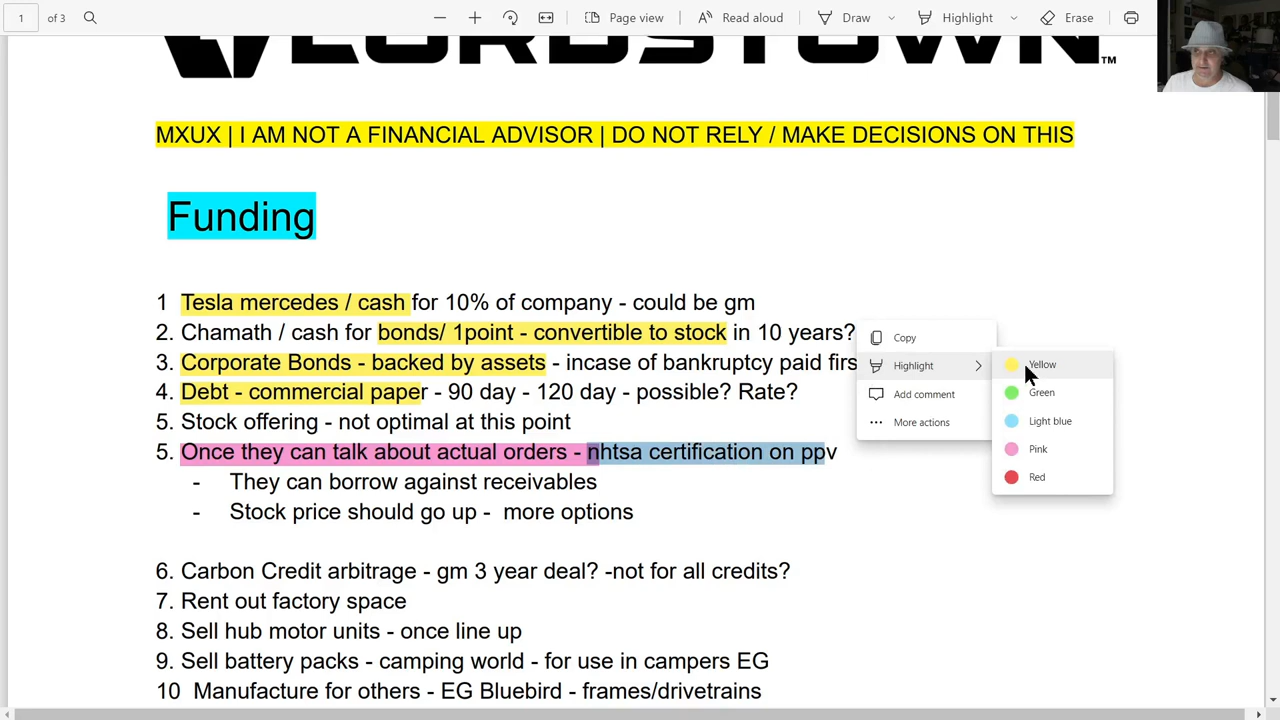 1 of 3 Page view Read aloud Draw Highlight Erase
LORDSTOWN™
MXUX | I AM NOT A FINANCIAL ADVISOR | DO NOT RELY / MAKE DECISIONS ON THIS
Funding
1 Tesla mercedes / cash for 10% of company - could be gm
2. Chamath / cash for bonds/ 1point - convertible to stock in 10 years?
3. Corporate Bonds - backed by assets - incase of bankruptcy paid firs
4. Debt - commercial paper - 90 day - 120 day - possible? Rate?
5. Stock offering - not optimal at this point
5. Once they can talk about actual orders - nhtsa certification on ppv
- They can borrow against receivables
- Stock price should go up - more options
6. Carbon Credit arbitrage - gm 3 year deal? -not for all credits?
7. Rent out factory space
8. Sell hub motor units - once line up
9. Sell battery packs - camping world - for use in campers EG
10 Manufacture for others - EG Bluebird - frames/drivetrains
Copy
Highlight
Add comment
More actions
Yellow
Green
Light blue
Pink
Red